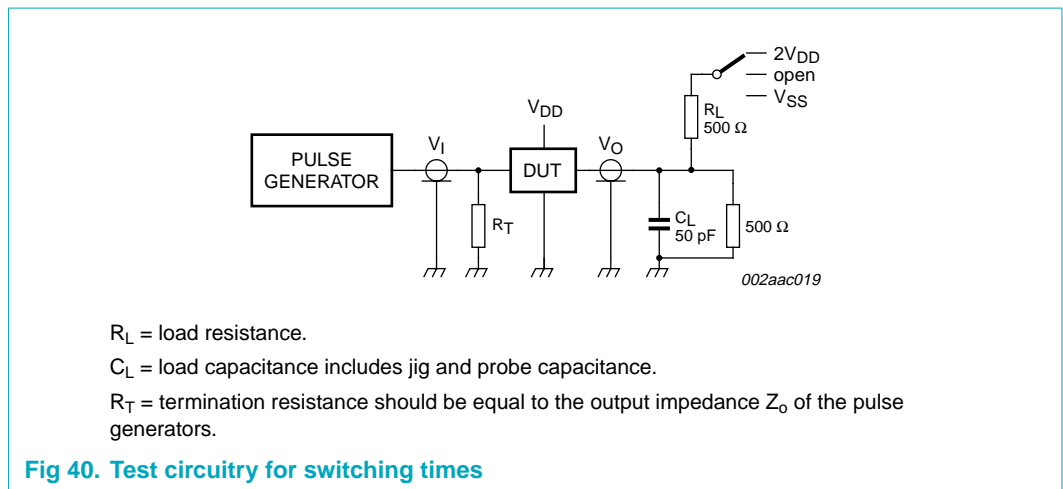 2VDD
open
VSS
RL
500 Ω
VDD
VI
VO
PULSE
GENERATOR
DUT
RT
CL
50 pF
500 Ω
002aac019
RL = load resistance.
CL = load capacitance includes jig and probe capacitance.
RT = termination resistance should be equal to the output impedance Zo of the pulse
generators.
Fig 40. Test circuitry for switching times